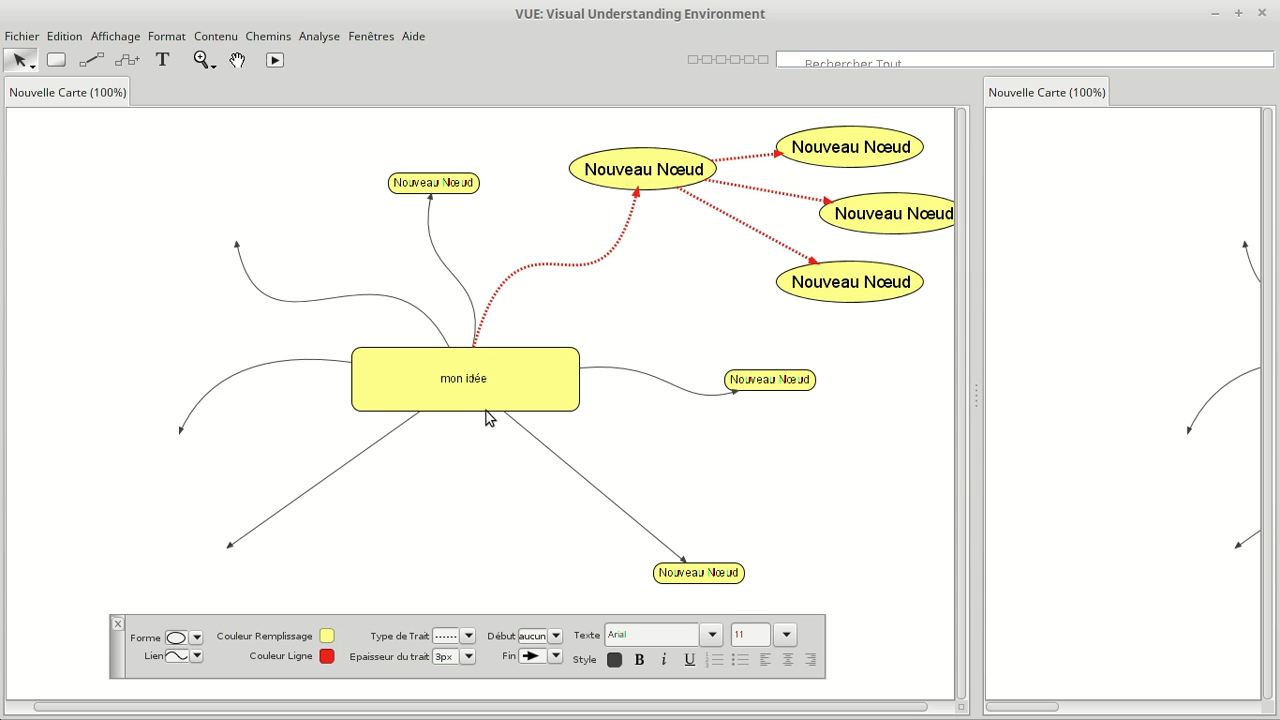 VUE: Visual Understanding Environment
Fichier Edition Affichage Format Contenu Chemins Analyse Fenêtres Aide
Rechercher Tout
Nouvelle Carte (100%)
Nouvelle Carte (100%)
Nouveau Nœud
Nouveau Nœud
Nouveau Nœud
Nouveau Nœud
Nouveau Nœud
mon idée
Nouveau Nœud
Nouveau Nœud
X
Forme Couleur Remplissage Type de Trait Début aucun Texte Arial 11
Lien Couleur Ligne Epaisseur du trait 3px Fin Style B i U